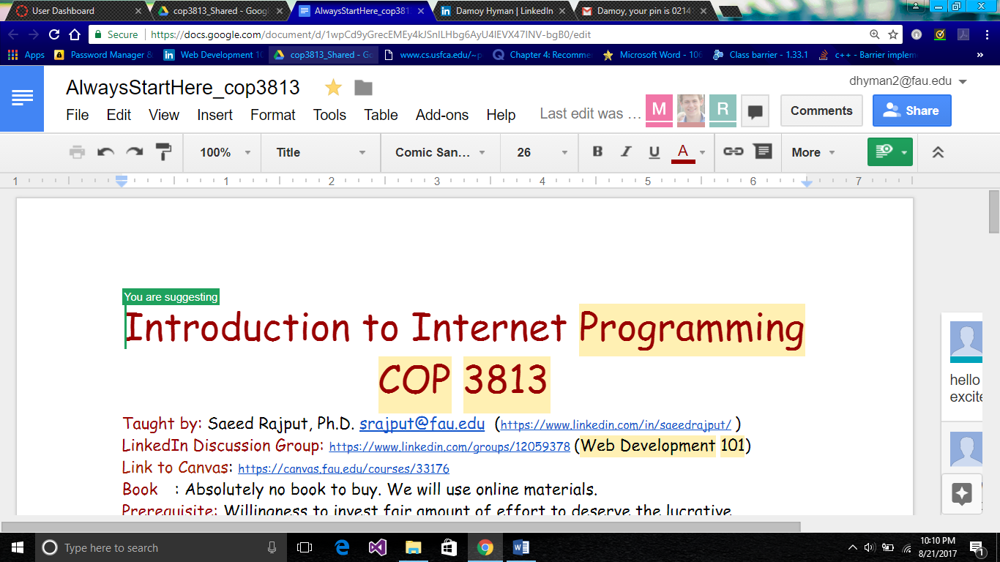 User Dashboard
cop3813_Shared - Googl
AlwaysStartHere_cop381
Damoy Hyman | LinkedIn
Damoy, your pin is 0214
Secure | https://docs.google.com/document/d/1wpCd9yGrecEMEy4kJSnILHbg6AyU4lEVX47lNV-bgB0/edit
Apps Password Manager & Web Development 10 cop3813_Shared - Go www.cs.usfca.edu/~p Chapter 4: Recomme Microsoft Word - 106 Class barrier - 1.33.1 c++ - Barrier implem »
AlwaysStartHere_cop3813
dhyman2@fau.edu
File Edit View Insert Format Tools Table Add-ons Help Last edit was … M R Comments Share
100% Title Comic San… 26 B I U A More
1 1 2 3 4 5 6 7
You are suggesting
Introduction to Internet Programming
COP 3813
Taught by: Saeed Rajput, Ph.D. srajput@fau.edu (https://www.linkedin.com/in/saeedrajput/ )
LinkedIn Discussion Group: https://www.linkedin.com/groups/12059378 (Web Development 101)
Link to Canvas: https://canvas.fau.edu/courses/33176
Book : Absolutely no book to buy. We will use online materials.
Prerequisite: Willingness to invest fair amount of effort to deserve the lucrative
hello
excite
Type here to search
10:10 PM
8/21/2017
1